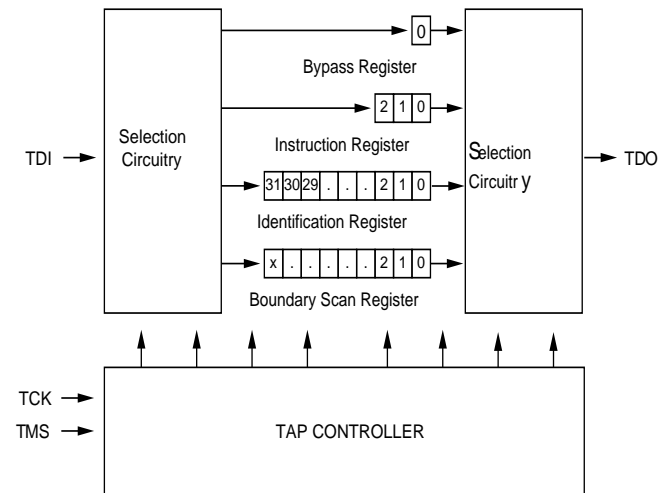 0
Bypass Register
2 1 0
Selection
Circuitry
Instruction Register
Selection
Circuitry
TDI
TDO
31 30 29 . . . 2 1 0
Identification Register
x . . . . . 2 1 0
Boundary Scan Register
TCK
TMS
TAP CONTROLLER